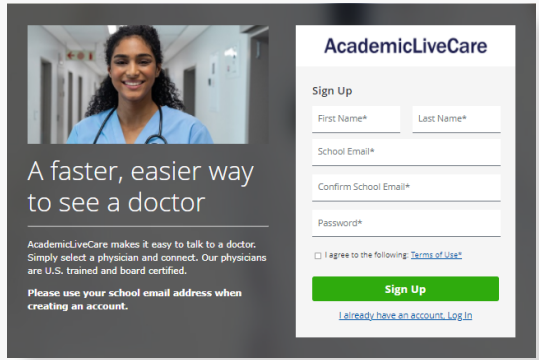 A faster, easier way
to see a doctor
AcademicLiveCare makes it easy to talk to a doctor.
Simply select a physician and connect. Our physicians
are U.S. trained and board certified.
Please use your school email address when
creating an account.
AcademicLiveCare
Sign Up
First Name* Last Name*
School Email*
Confirm School Email*
Password*
I agree to the following: Terms of Use*
Sign Up
I already have an account, Log In